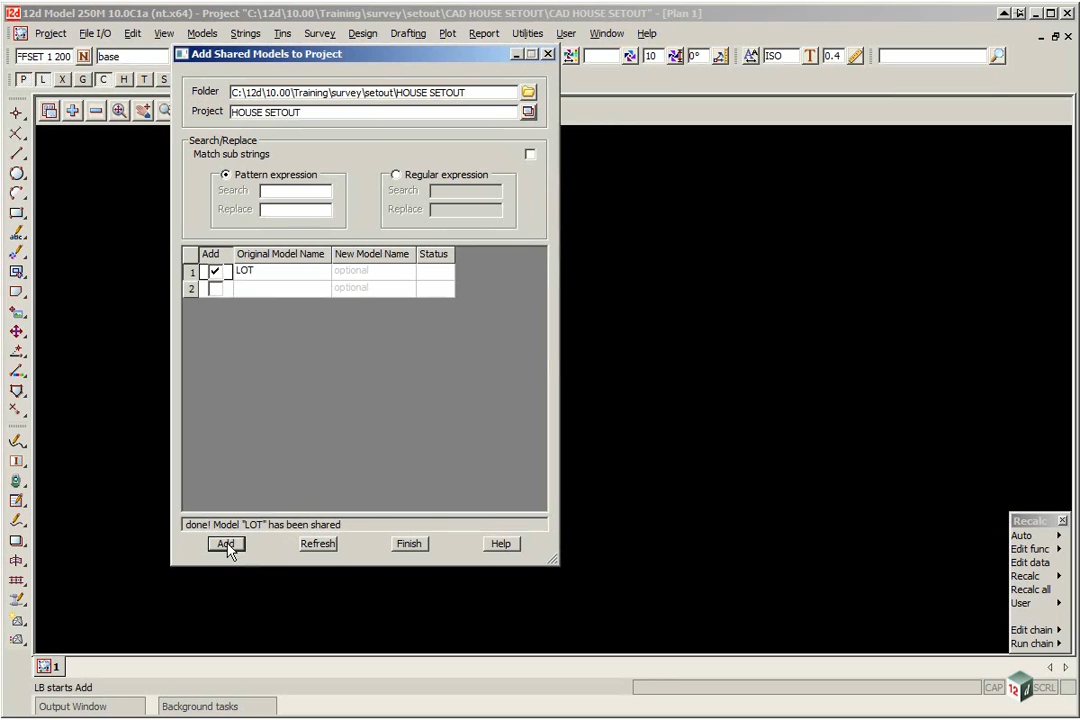 12d Model 250M 10.0C1a (nt.x64) - Project "C:\12d\10.00\Training\survey\setout\CAD HOUSE SETOUT\CAD HOUSE SETOUT" - [Plan 1]
Project File I/O Edit View Models Strings Tins Survey Design Drafting Plot Report Utilities Window Help
FFSET 1 200 N base
10 0° ISO T 0.4
P L X G C H T S
Add Shared Models to Project
Folder C:\12d\10.00\Training\survey\setout\HOUSE SETOUT
Project HOUSE SETOUT
Search/Replace
Match sub strings
Pattern expression Regular expression
Search Search
Replace Replace
Add Original Model Name New Model Name Status
1 LOT optional
2 optional
done! Model "LOT" has been shared
Add Refresh Finish Help
Recalc
Auto
Edit func
Edit data
Recalc
Recalc all
User
Edit chain
Run chain
1
LB starts Add
CAP 12d SCRL
Output Window Background tasks